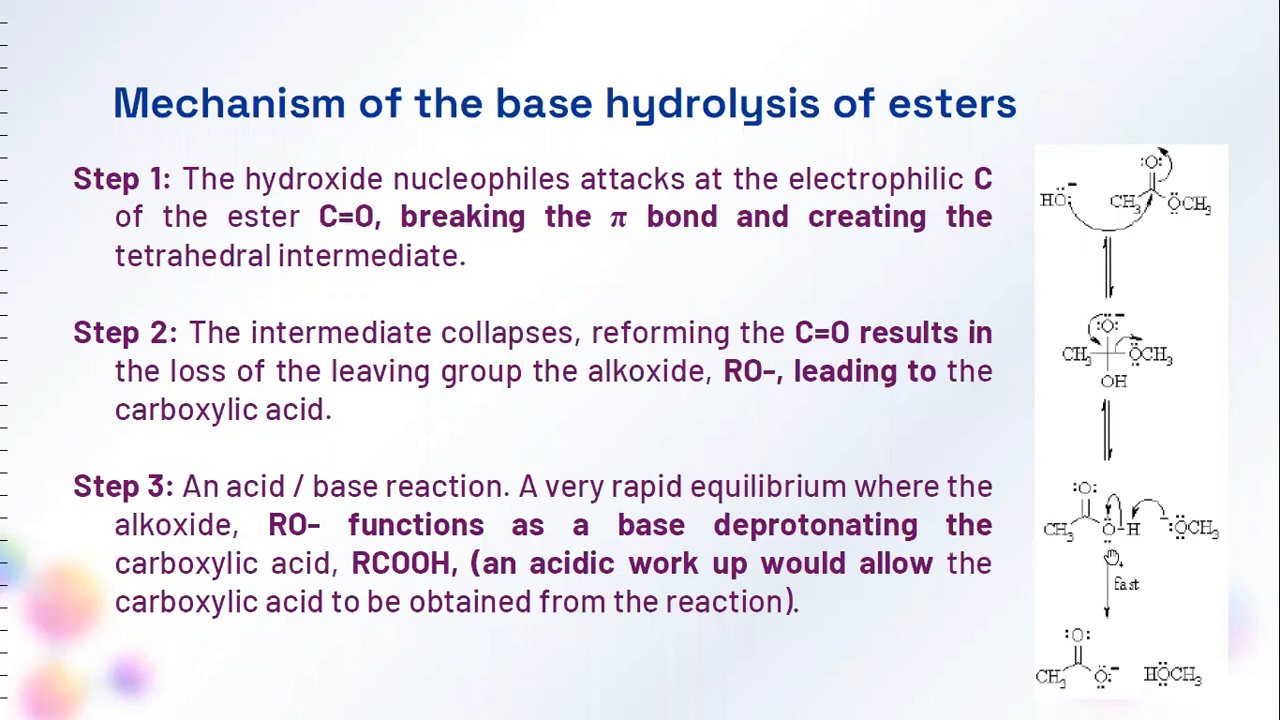 Mechanism of the base hydrolysis of esters
Step 1: The hydroxide nucleophiles attacks at the electrophilic C
of the ester C=O, breaking the π bond and creating the
tetrahedral intermediate.
Step 2: The intermediate collapses, reforming the C=O results in
the loss of the leaving group the alkoxide, RO-, leading to the
carboxylic acid.
Step 3: An acid / base reaction. A very rapid equilibrium where the
alkoxide, RO- functions as a base deprotonating the
carboxylic acid, RCOOH, (an acidic work up would allow the
carboxylic acid to be obtained from the reaction).
:O:
HO:⁻ CH₃ OCH₃
:O:⁻
CH₃ OCH₃
OH
:O:
CH₃ O-H ⁻:OCH₃
fast
:O:
CH₃ O:⁻ HOCH₃